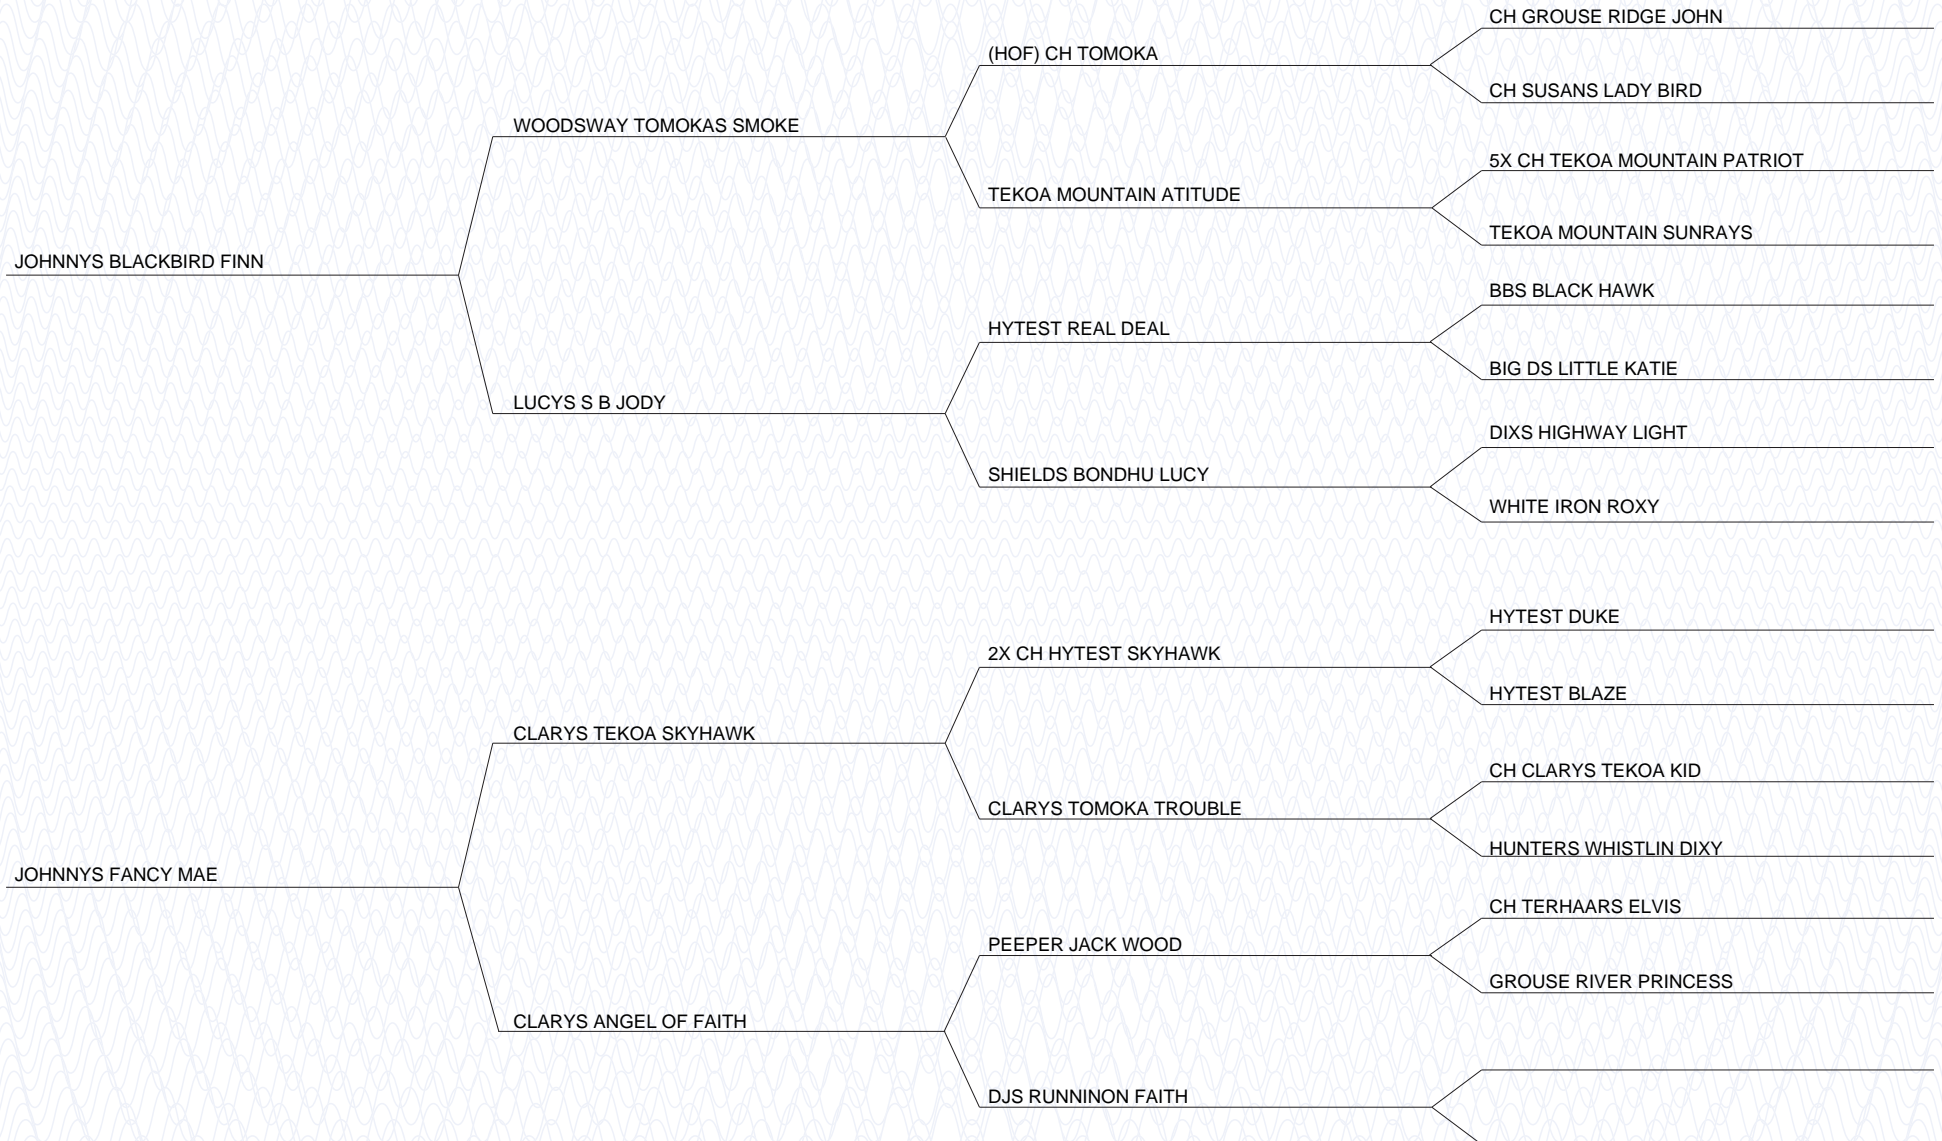 CH GROUSE RIDGE JOHN
(HOF) CH TOMOKA
CH SUSANS LADY BIRD
WOODSWAY TOMOKAS SMOKE
5X CH TEKOA MOUNTAIN PATRIOT
TEKOA MOUNTAIN ATITUDE
TEKOA MOUNTAIN SUNRAYS
JOHNNYS BLACKBIRD FINN
BBS BLACK HAWK
HYTEST REAL DEAL
BIG DS LITTLE KATIE
LUCYS S B JODY
DIXS HIGHWAY LIGHT
SHIELDS BONDHU LUCY
WHITE IRON ROXY
HYTEST DUKE
2X CH HYTEST SKYHAWK
HYTEST BLAZE
CLARYS TEKOA SKYHAWK
CH CLARYS TEKOA KID
CLARYS TOMOKA TROUBLE
HUNTERS WHISTLIN DIXY
JOHNNYS FANCY MAE
CH TERHAARS ELVIS
PEEPER JACK WOOD
GROUSE RIVER PRINCESS
CLARYS ANGEL OF FAITH
DJS RUNNINON FAITH